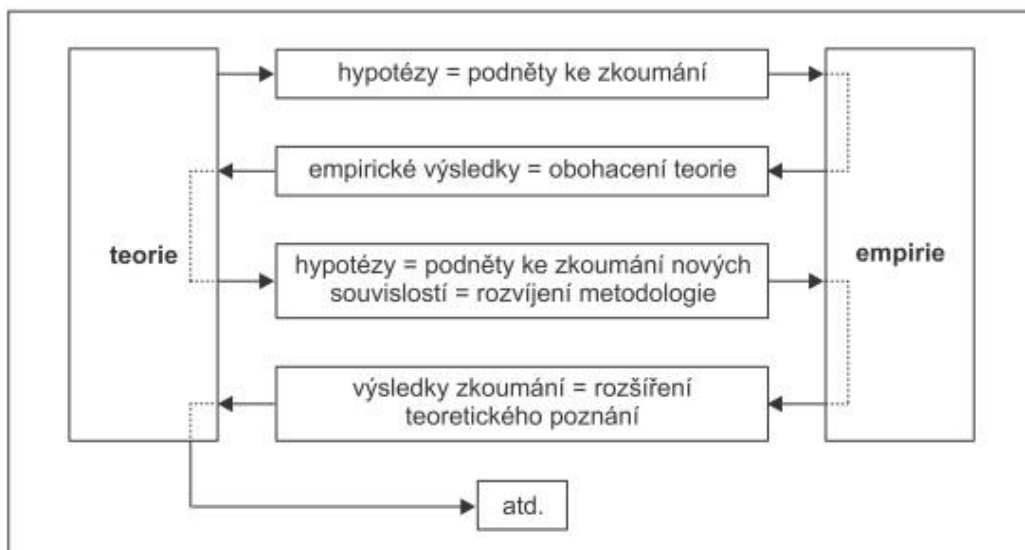 hypotézy = podněty ke zkoumání
empirické výsledky = obohacení teorie
teorie
empirie
hypotézy = podněty ke zkoumání nových
souvislostí = rozvíjení metodologie
výsledky zkoumání = rozšíření
teoretického poznání
atd.